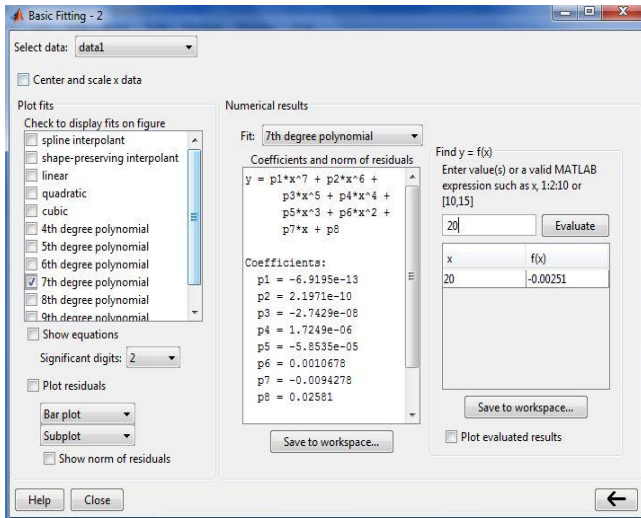 Basic Fitting - 2
Select data: data1
Center and scale x data
Plot fits
Check to display fits on figure
spline interpolant
shape-preserving interpolant
linear
quadratic
cubic
4th degree polynomial
5th degree polynomial
6th degree polynomial
7th degree polynomial
8th degree polynomial
9th degree polynomial
Show equations
Significant digits: 2
Plot residuals
Bar plot
Subplot
Show norm of residuals
Numerical results
Fit: 7th degree polynomial
Coefficients and norm of residuals
y = p1*x^7 + p2*x^6 +
p3*x^5 + p4*x^4 +
p5*x^3 + p6*x^2 +
p7*x + p8
Coefficients:
p1 = -6.9195e-13
p2 = 2.1971e-10
p3 = -2.7429e-08
p4 = 1.7249e-06
p5 = -5.8535e-05
p6 = 0.0010678
p7 = -0.0094278
p8 = 0.02581
Save to workspace...
Find y = f(x)
Enter value(s) or a valid MATLAB
expression such as x, 1:2:10 or
[10,15]
20
Evaluate
x f(x)
20 -0.00251
Save to workspace...
Plot evaluated results
Help
Close